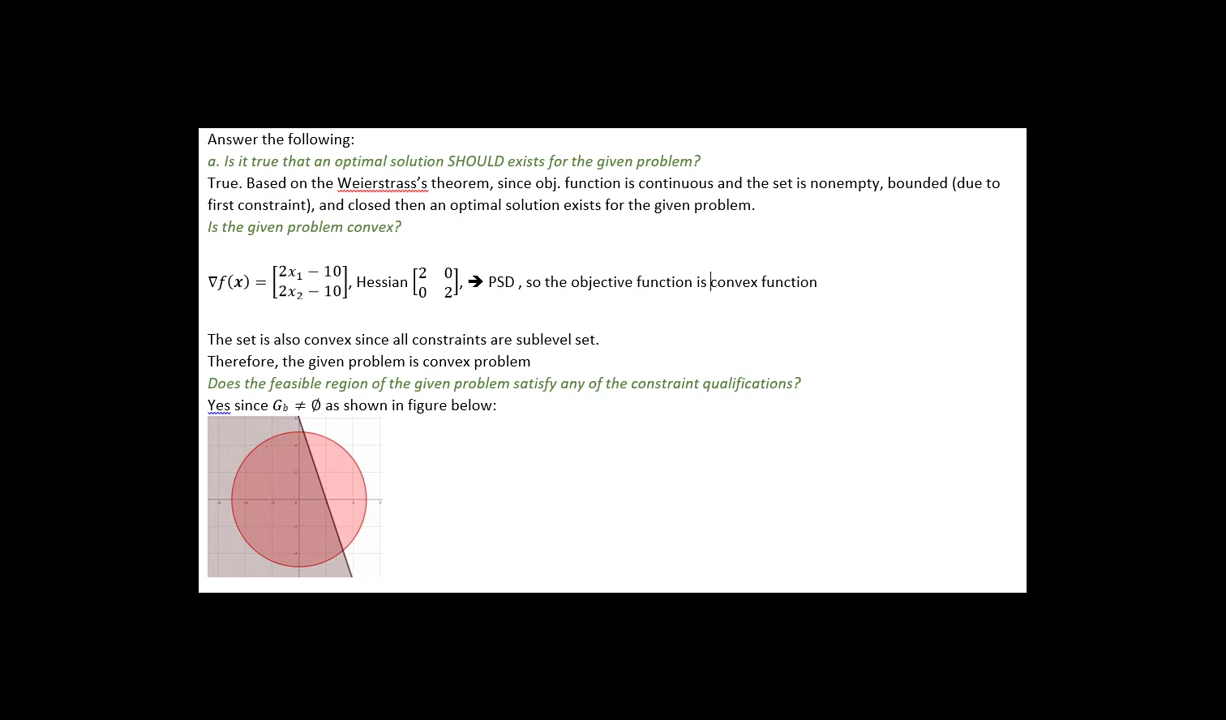 Answer the following:
a. Is it true that an optimal solution SHOULD exists for the given problem?
True. Based on the Weierstrass's theorem, since obj. function is continuous and the set is nonempty, bounded (due to
first constraint), and closed then an optimal solution exists for the given problem.
Is the given problem convex?
∇f(x) = [2x₁ − 10; 2x₂ − 10], Hessian [2 0; 0 2], ➔ PSD , so the objective function is convex function
The set is also convex since all constraints are sublevel set.
Therefore, the given problem is convex problem
Does the feasible region of the given problem satisfy any of the constraint qualifications?
Yes since G_b ≠ ∅ as shown in figure below: